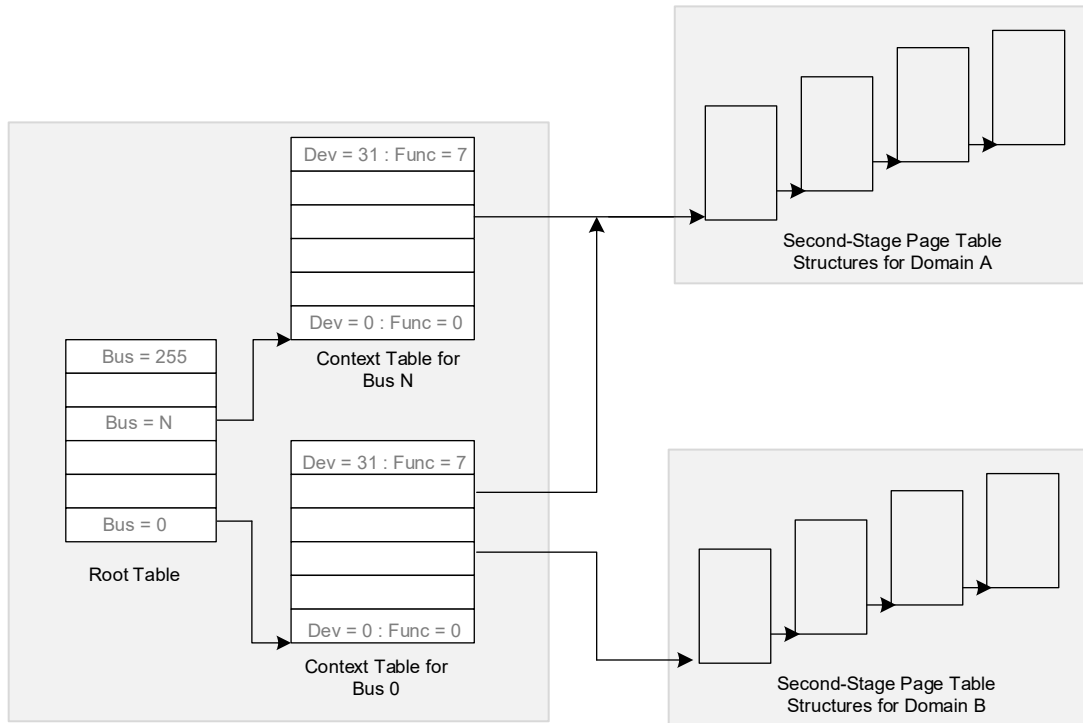 Dev = 31 : Func = 7
Dev = 0 : Func = 0
Context Table for
Bus N
Bus = 255
Bus = N
Bus = 0
Root Table
Dev = 31 : Func = 7
Dev = 0 : Func = 0
Context Table for
Bus 0
Second-Stage Page Table
Structures for Domain A
Second-Stage Page Table
Structures for Domain B